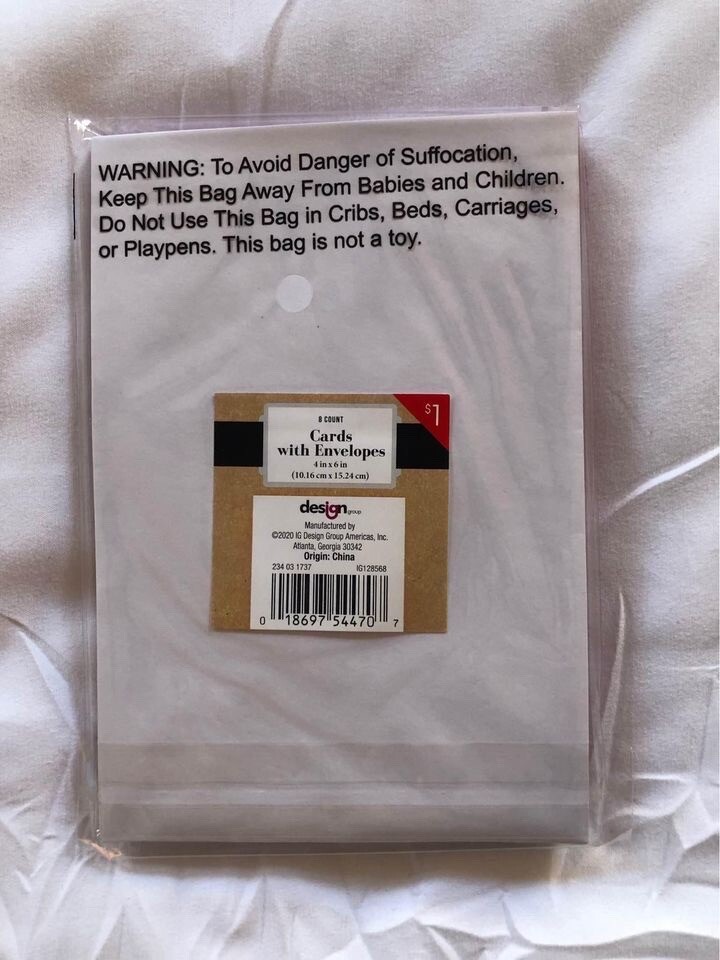 WARNING: To Avoid Danger of Suffocation,
Keep This Bag Away From Babies and Children.
Do Not Use This Bag in Cribs, Beds, Carriages,
or Playpens. This bag is not a toy.
$1
8 COUNT
Cards
with Envelopes
4 in x 6 in
(10.16 cm x 15.24 cm)
design group
Manufactured by
©2020 IG Design Group Americas, Inc.
Atlanta, Georgia 30342
Origin: China
234 03 1737 IG128568
0 18697 54470 7